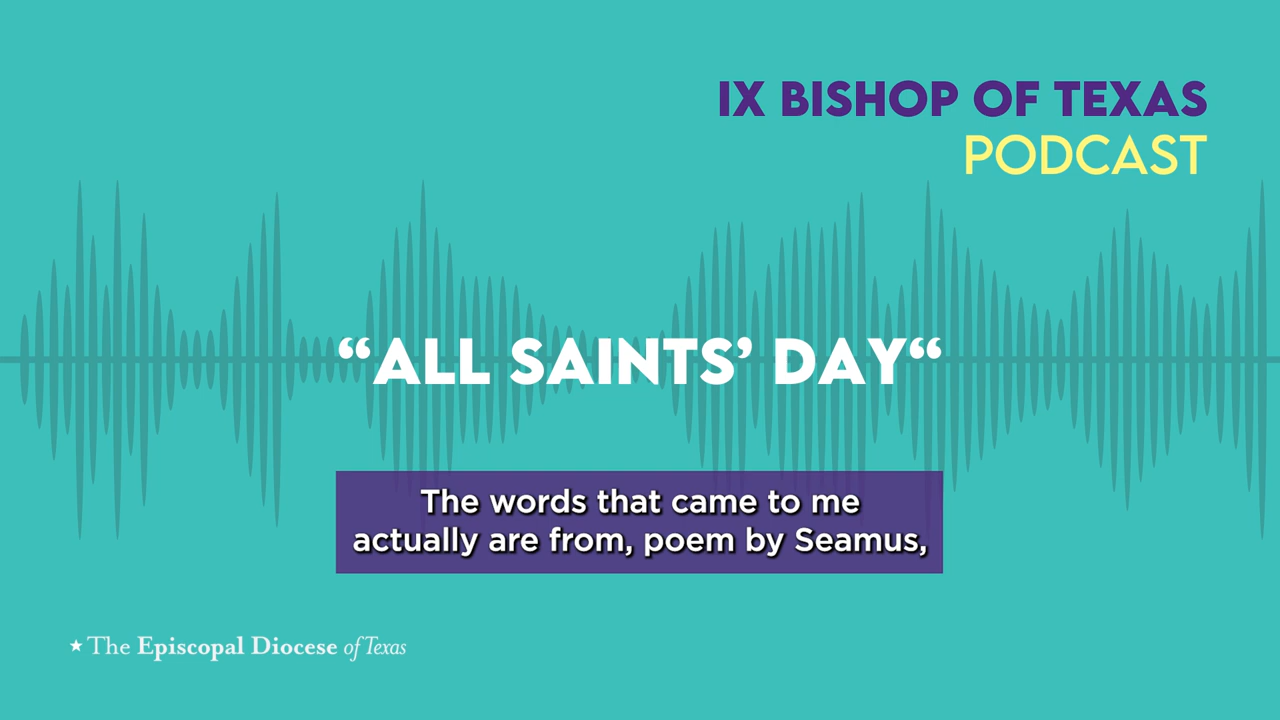 IX BISHOP OF TEXAS
PODCAST
“ALL SAINTS’ DAY“
The words that came to me
actually are from, poem by Seamus,
The Episcopal Diocese of Texas